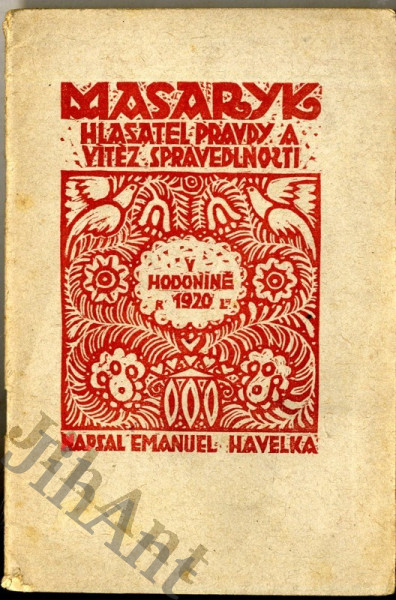 MASARYK
HLASATEL PRAVDY A
VÍTĚZ SPRAVEDLNOSTI
V
HODONÍNĚ
R. 1920 L.
NAPSAL EMANUEL HAVELKA
JihAnt